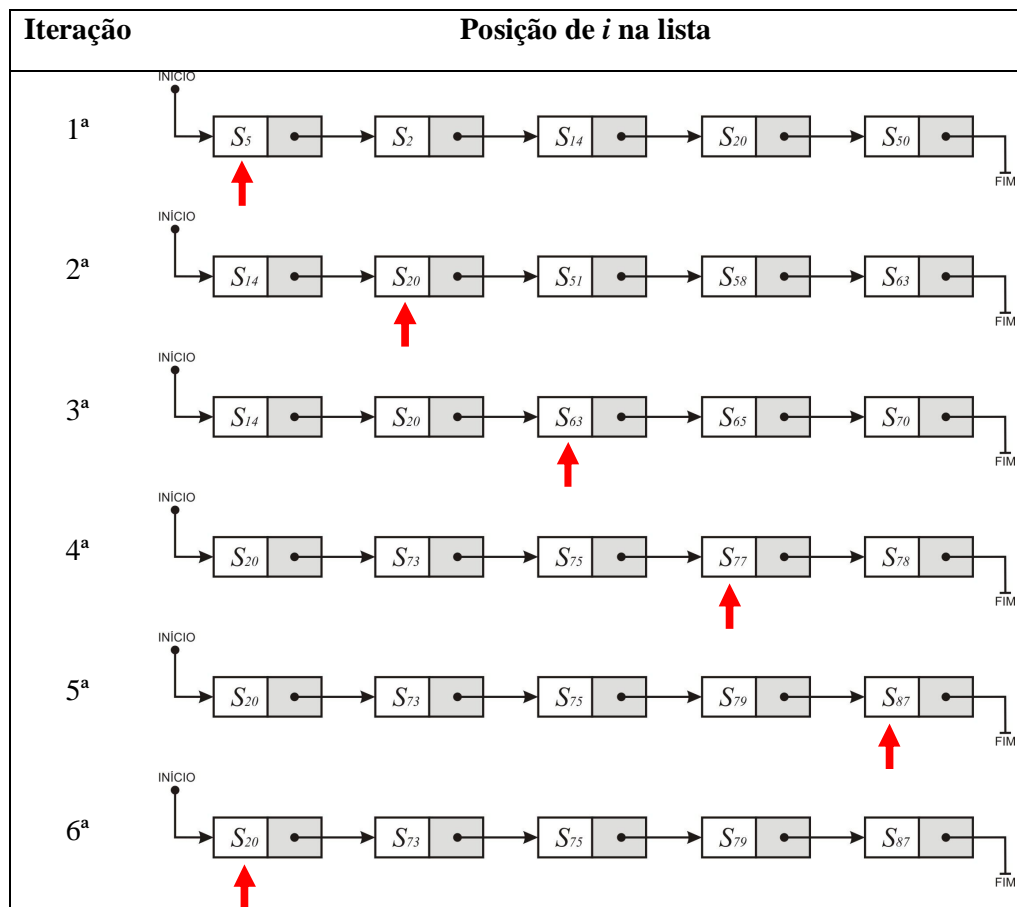 Iteração Posição de i na lista
INÍCIO
1ª S5 S2 S14 S20 S50
FIM
INÍCIO
2ª S14 S20 S51 S58 S63
FIM
INÍCIO
3ª S14 S20 S63 S65 S70
FIM
INÍCIO
4ª S20 S73 S75 S77 S78
FIM
INÍCIO
5ª S20 S73 S75 S79 S87
FIM
INÍCIO
6ª S20 S73 S75 S79 S87
FIM